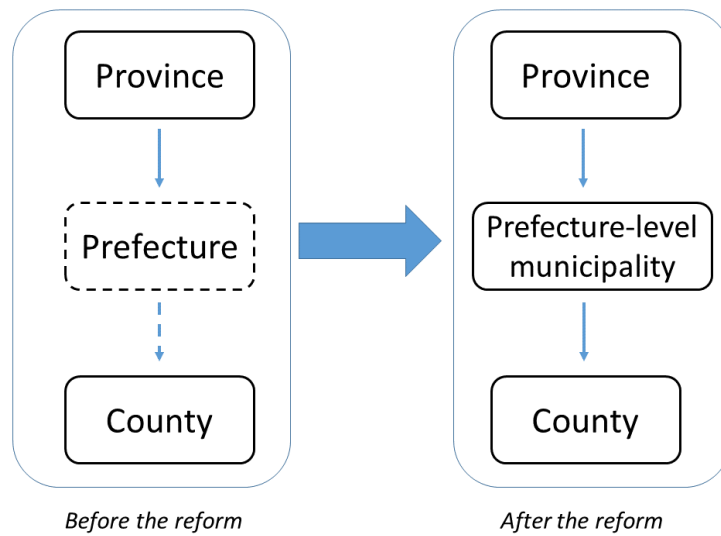 Province
Prefecture
County
Before the reform
Province
Prefecture-level
municipality
County
After the reform